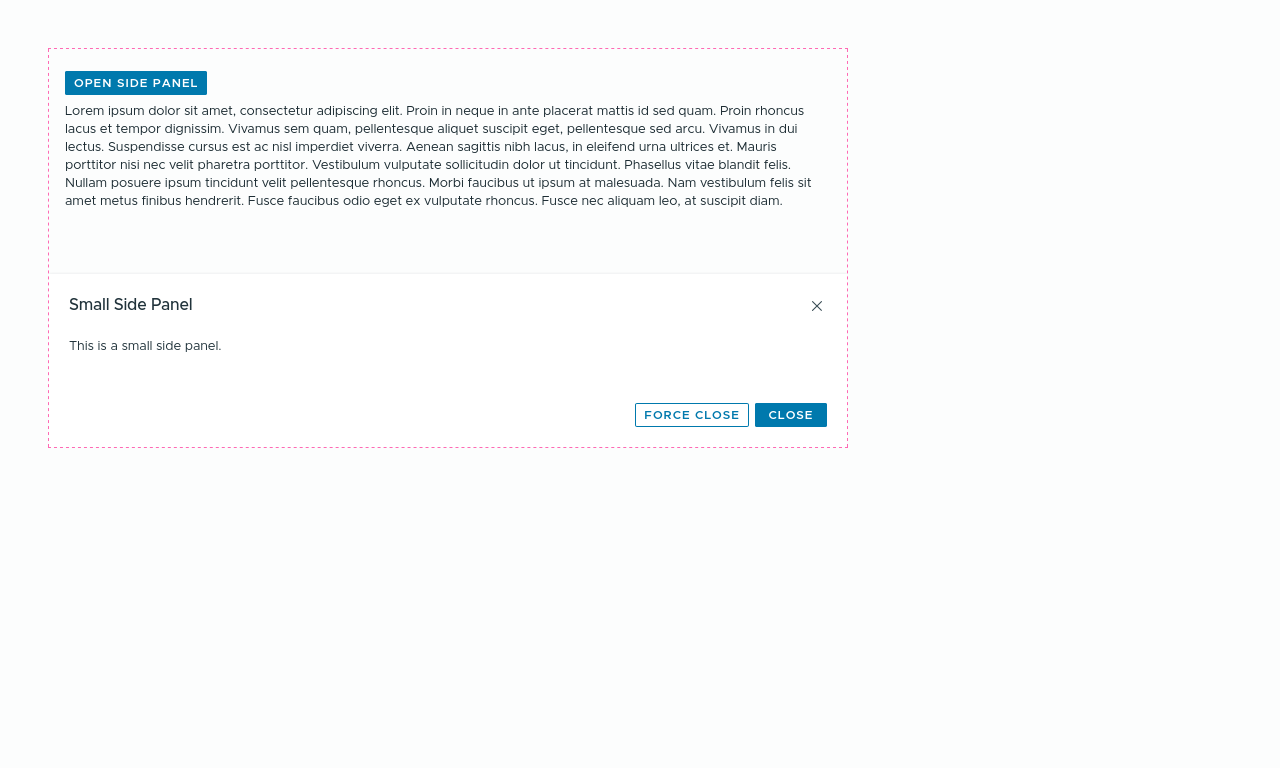 OPEN SIDE PANEL
Lorem ipsum dolor sit amet, consectetur adipiscing elit. Proin in neque in ante placerat mattis id sed quam. Proin rhoncus
lacus et tempor dignissim. Vivamus sem quam, pellentesque aliquet suscipit eget, pellentesque sed arcu. Vivamus in dui
lectus. Suspendisse cursus est ac nisl imperdiet viverra. Aenean sagittis nibh lacus, in eleifend urna ultrices et. Mauris
porttitor nisi nec velit pharetra porttitor. Vestibulum vulputate sollicitudin dolor ut tincidunt. Phasellus vitae blandit felis.
Nullam posuere ipsum tincidunt velit pellentesque rhoncus. Morbi faucibus ut ipsum at malesuada. Nam vestibulum felis sit
amet metus finibus hendrerit. Fusce faucibus odio eget ex vulputate rhoncus. Fusce nec aliquam leo, at suscipit diam.
Small Side Panel
This is a small side panel.
FORCE CLOSE
CLOSE